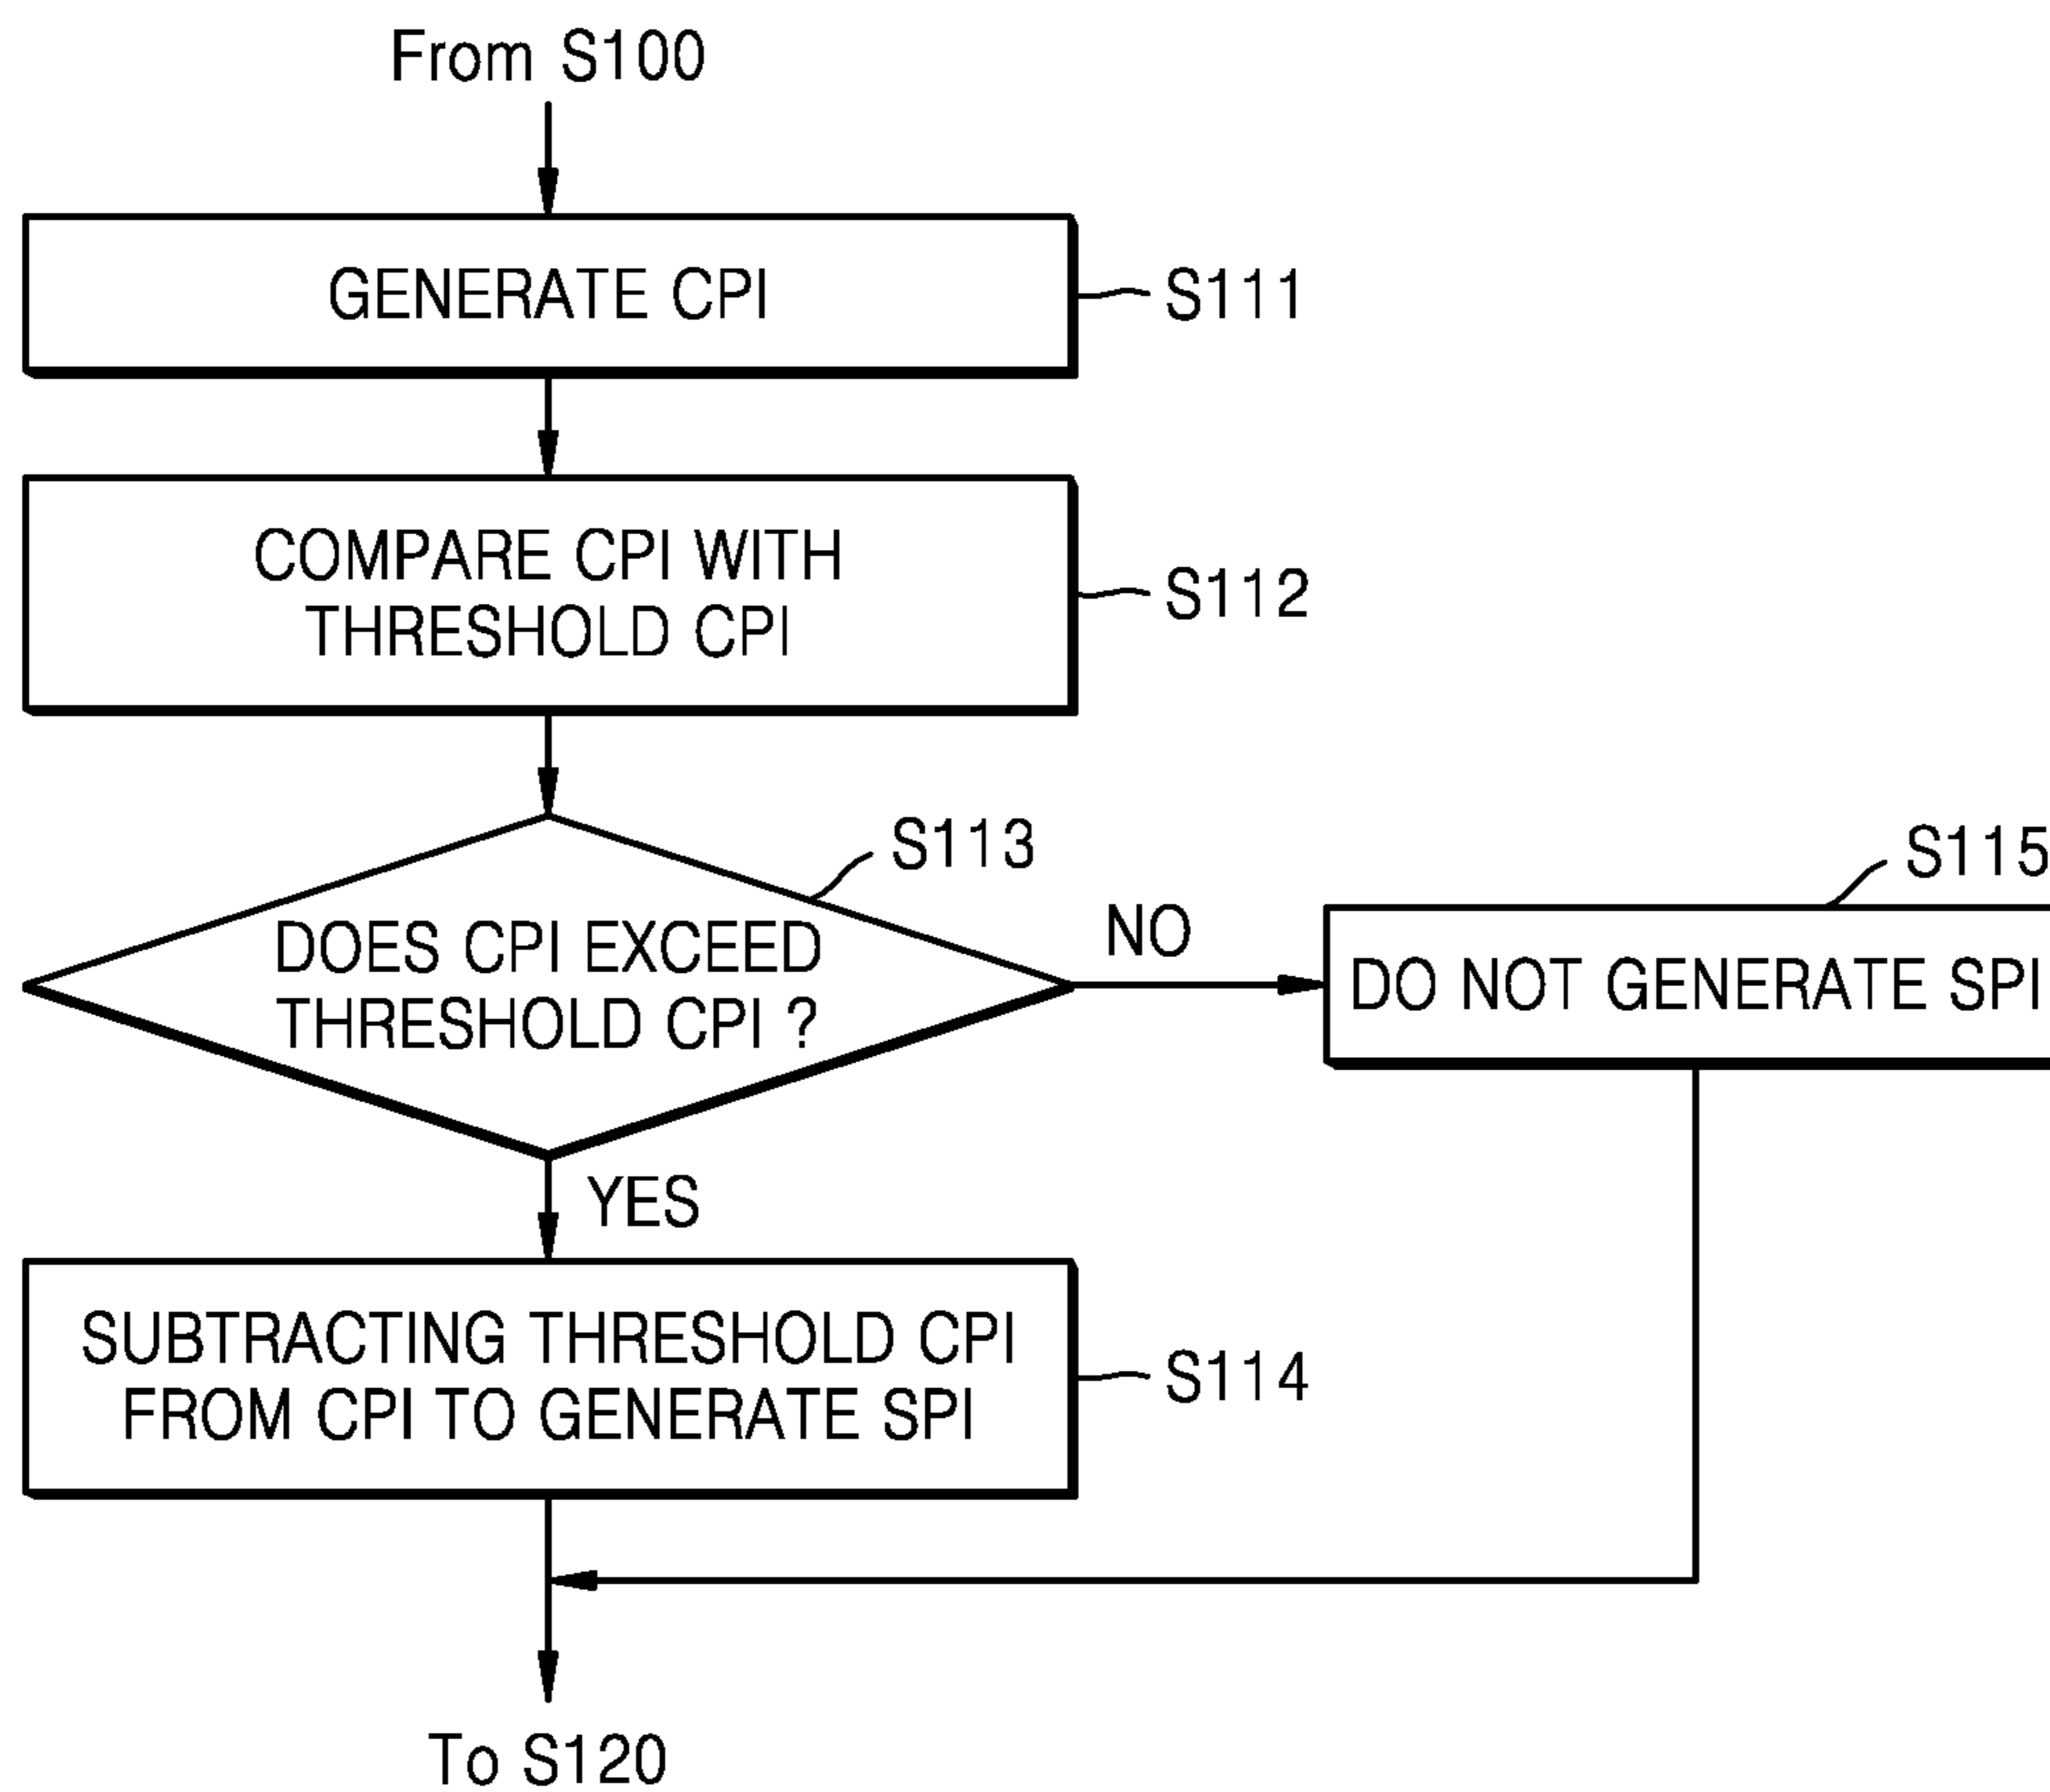 From S100
GENERATE CPI
S111
COMPARE CPI WITH
THRESHOLD CPI
S112
S113
DOES CPI EXCEED
THRESHOLD CPI ?
NO
S115
DO NOT GENERATE SPI
YES
SUBTRACTING THRESHOLD CPI
FROM CPI TO GENERATE SPI
S114
To S120